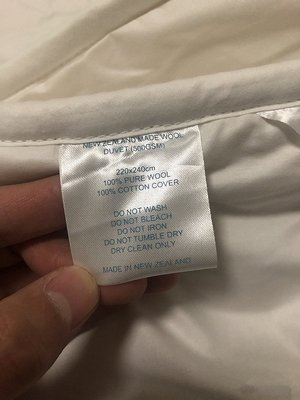 NEW ZEALAND MADE WOOL
DUVET (500GSM)
220x240cm
100% PURE WOOL
100% COTTON COVER
DO NOT WASH
DO NOT BLEACH
DO NOT IRON
DO NOT TUMBLE DRY
DRY CLEAN ONLY
MADE IN NEW ZEALAND